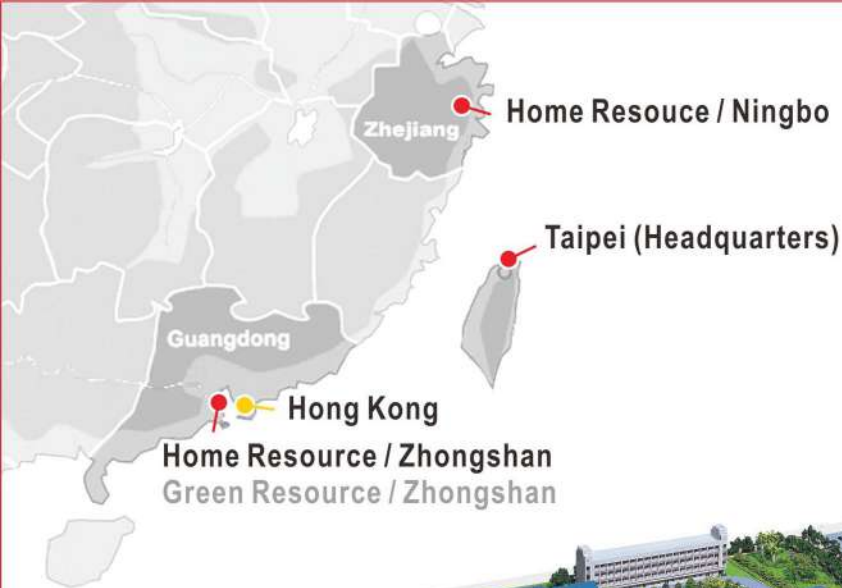 Zhejiang
Home Resouce / Ningbo
Taipei (Headquarters)
Guangdong
Hong Kong
Home Resource / Zhongshan
Green Resource / Zhongshan